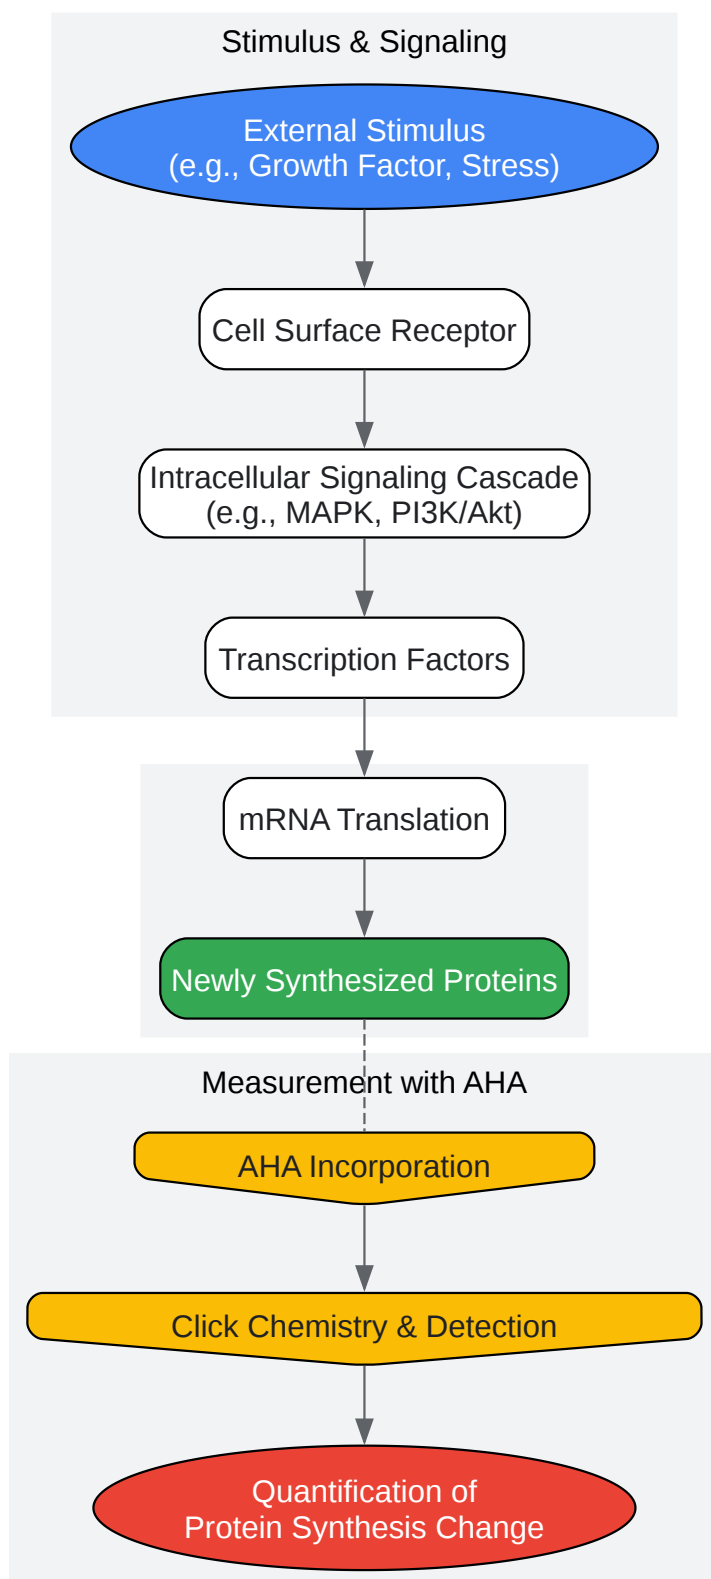 Stimulus & Signaling
External Stimulus
(e.g., Growth Factor, Stress)
Cell Surface Receptor
Intracellular Signaling Cascade
(e.g., MAPK, PI3K/Akt)
Transcription Factors
mRNA Translation
Newly Synthesized Proteins
Measurement with AHA
AHA Incorporation
Click Chemistry & Detection
Quantification of
Protein Synthesis Change